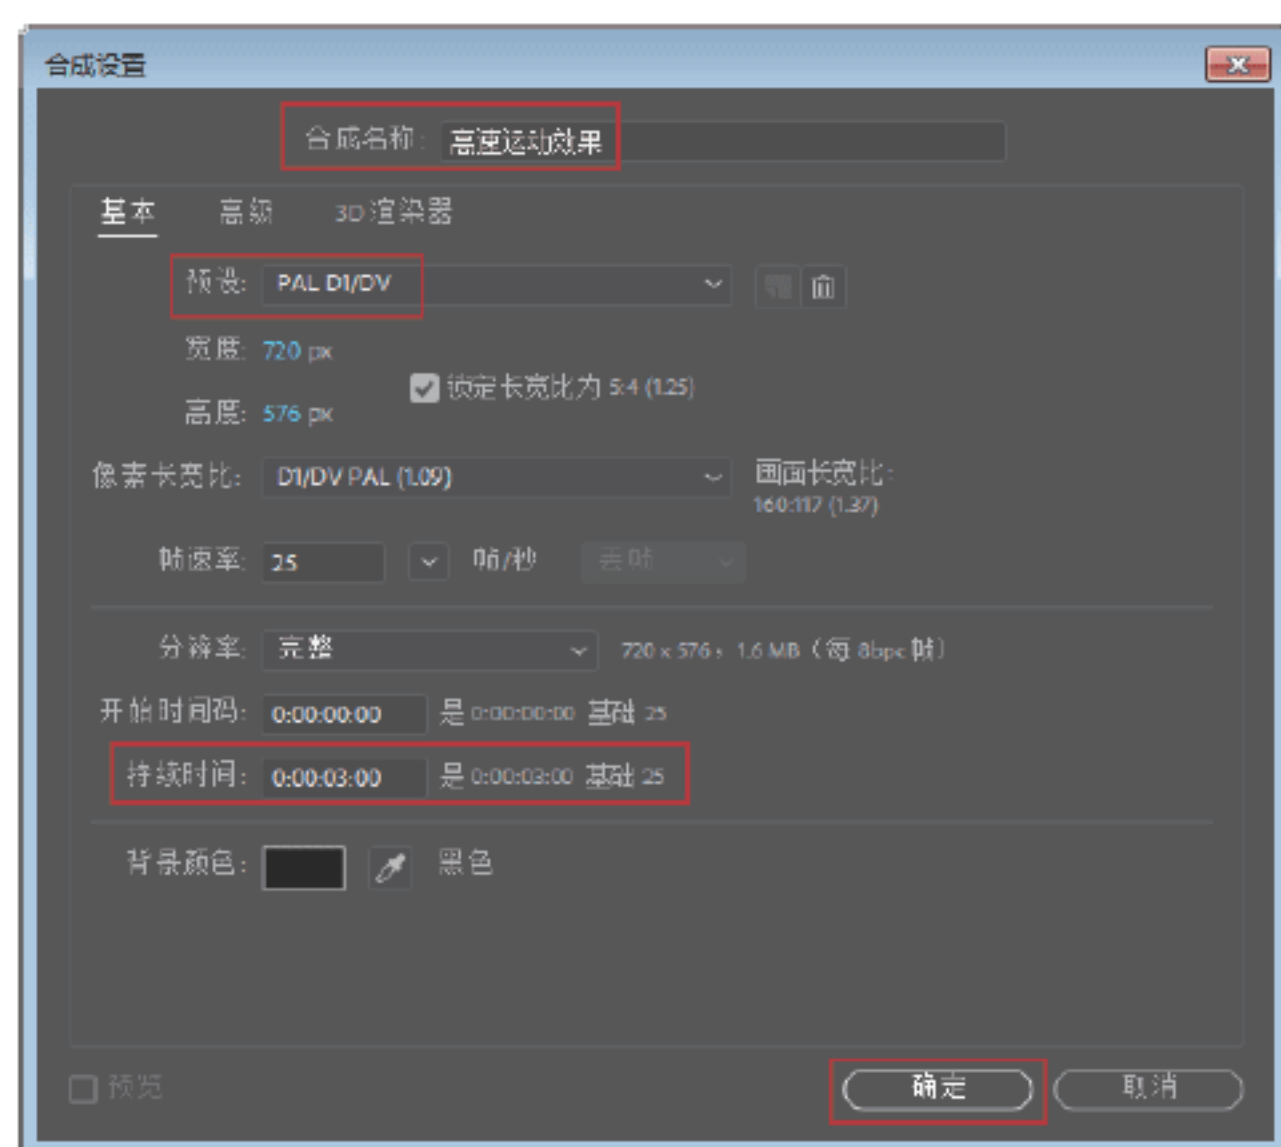 合成设置
合成名称: 高速运动效果
基本 高级 3D 渲染器
预设: PAL D1/DV
宽度: 720 px
锁定长宽比为 5:4 (1.25)
高度: 576 px
像素长宽比: D1/DV PAL (1.09) 画面长宽比:
160:117 (1.37)
帧速率: 25 帧/秒 丢帧
分辨率: 完整 720 x 576，1.6 MB（每 8bpc 帧）
开始时间码: 0:00:00:00 是 0:00:00:00 基础 25
持续时间: 0:00:03:00 是 0:00:03:00 基础 25
背景颜色: 黑色
预览 确定 取消